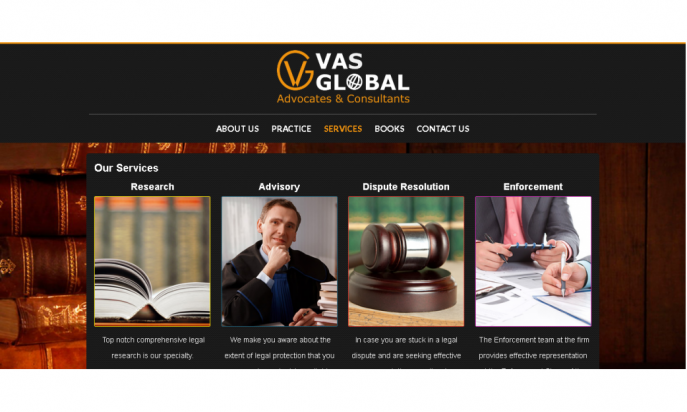 VAS
GLOBAL
Advocates & Consultants
ABOUT US PRACTICE SERVICES BOOKS CONTACT US
Our Services
Research Advisory Dispute Resolution Enforcement
Top notch comprehensive legal
research is our specialty.
We make you aware about the
extent of legal protection that you
In case you are stuck in a legal
dispute and are seeking effective
The Enforcement team at the firm
provides effective representation